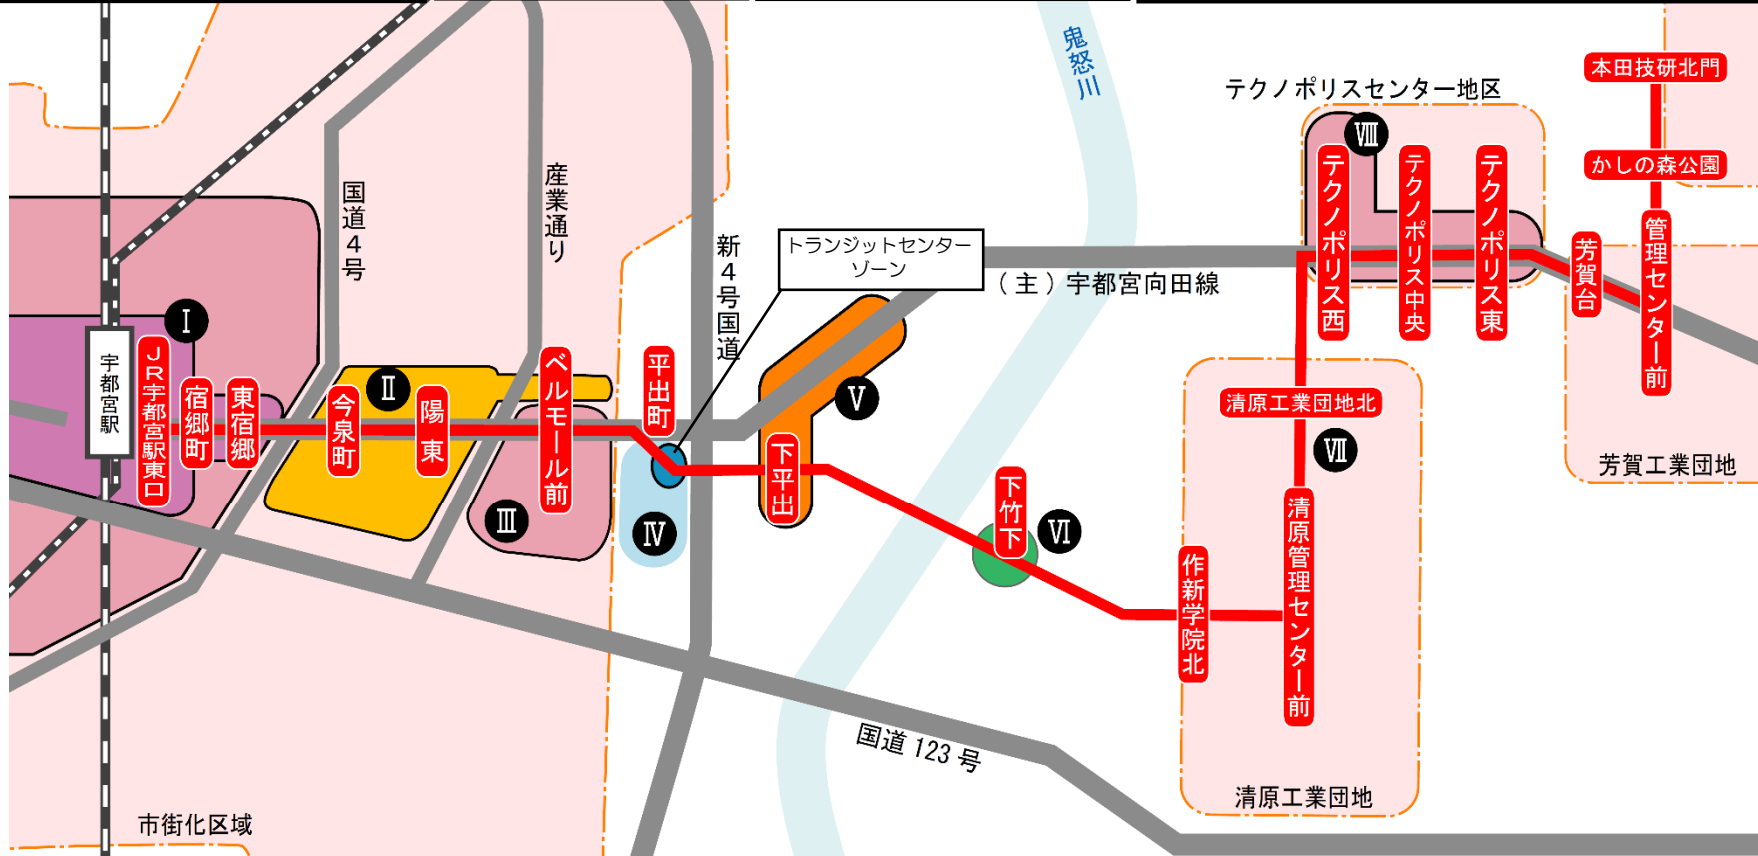 鬼怒川
本田技研北門
テクノポリスセンター地区
Ⅷ
かしの森公園
テクノポリス西
テクノポリス中央
テクノポリス東
国道4号
産業通り
新4号国道
トランジットセンター
ゾーン
(主)宇都宮向田線
芳賀台
管理センター前
Ⅰ
宇都宮駅
JR宇都宮駅東口
宿郷町
東宿郷
今泉町
Ⅱ
陽東
ベルモール前
平出町
Ⅴ
清原工業団地北
Ⅶ
芳賀工業団地
Ⅲ
Ⅳ
下平出
下竹下
Ⅵ
作新学院北
清原管理センター前
国道123号
清原工業団地
市街化区域